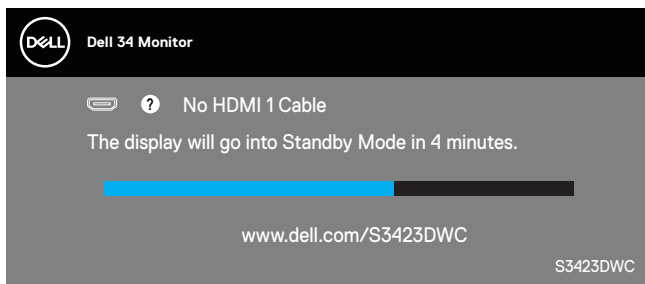 DELL
Dell 34 Monitor
? No HDMI 1 Cable
The display will go into Standby Mode in 4 minutes.
www.dell.com/S3423DWC
S3423DWC